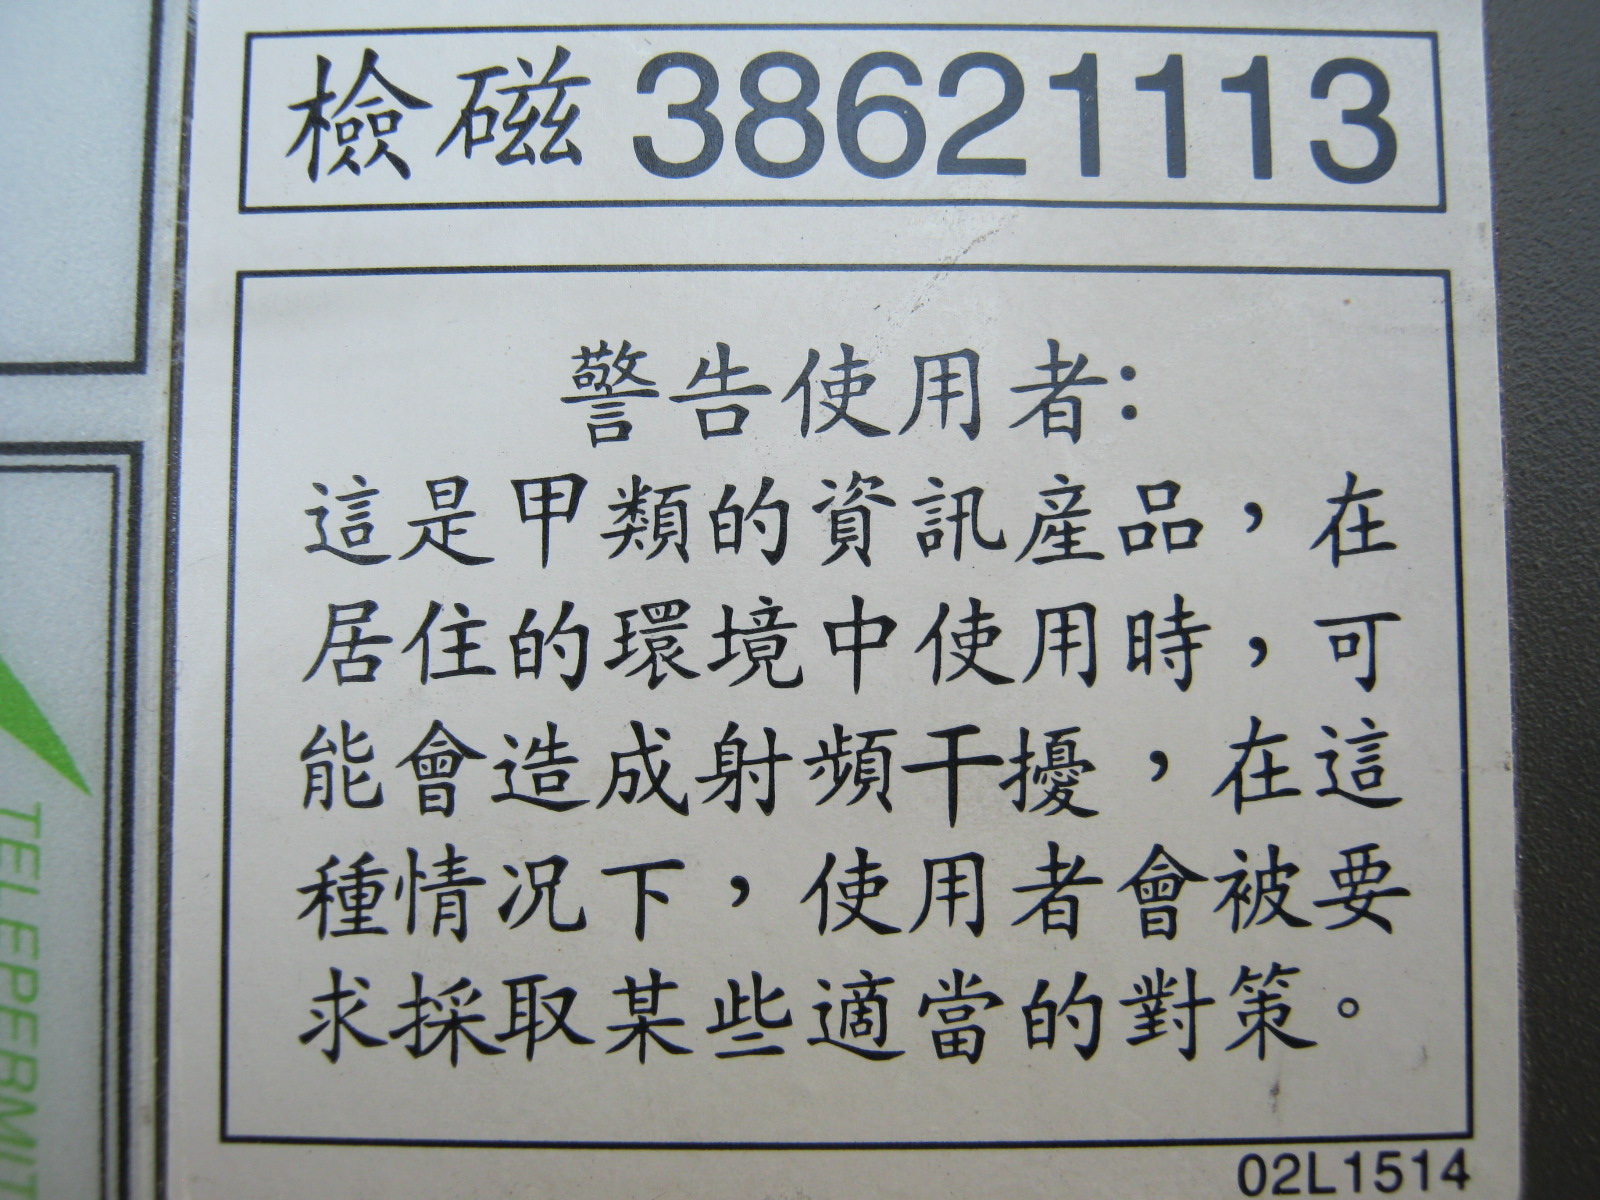 檢磁 38621113
警告使用者:
這是甲類的資訊產品，在
居住的環境中使用時，可
能會造成射頻干擾，在這
種情況下，使用者會被要
求採取某些適當的對策。
02L1514
TELEPERMIT